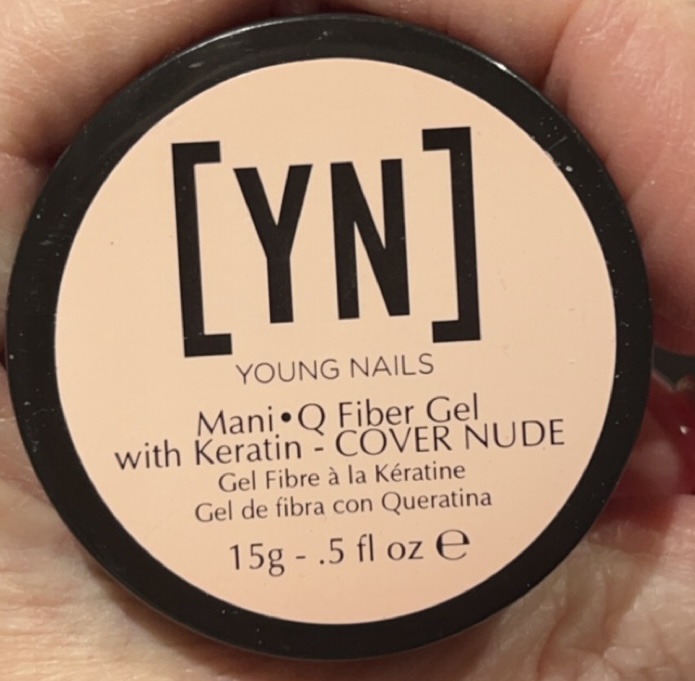 [YN]
YOUNG NAILS
Mani•Q Fiber Gel
with Keratin - COVER NUDE
Gel Fibre à la Kératine
Gel de fibra con Queratina
15g - .5 fl oz ℮